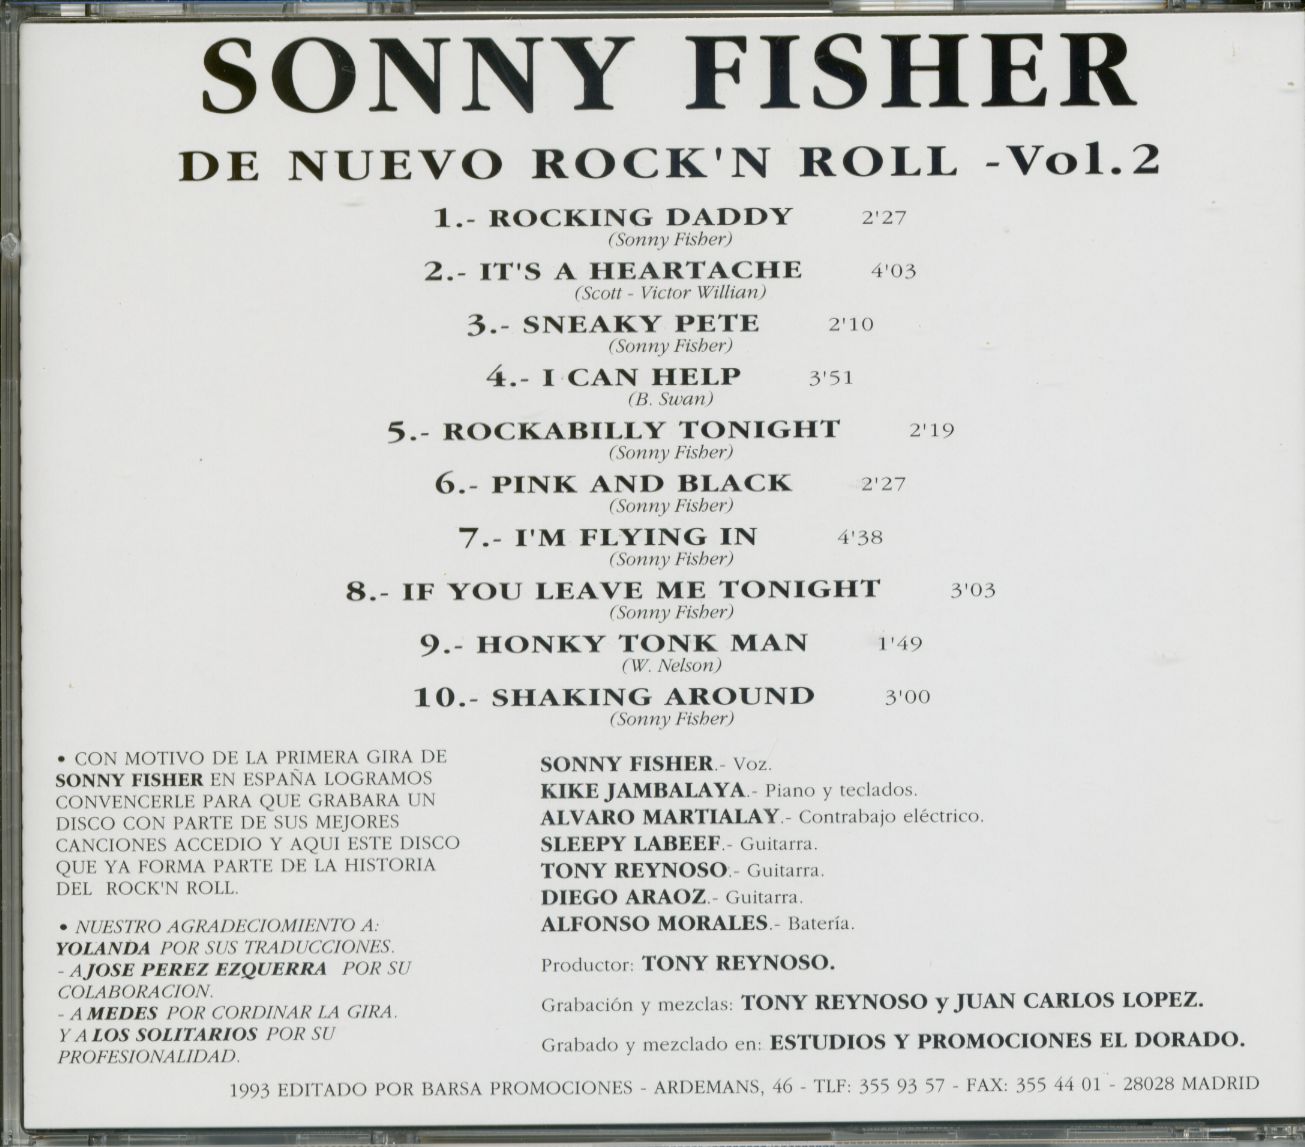 SONNY FISHER
DE NUEVO ROCK'N ROLL -Vol.2
1.- ROCKING DADDY 2'27
(Sonny Fisher)
2.- IT'S A HEARTACHE 4'03
(Scott - Victor Willian)
3.- SNEAKY PETE 2'10
(Sonny Fisher)
4.- I CAN HELP 3'51
(B. Swan)
5.- ROCKABILLY TONIGHT 2'19
(Sonny Fisher)
6.- PINK AND BLACK 2'27
(Sonny Fisher)
7.- I'M FLYING IN 4'38
(Sonny Fisher)
8.- IF YOU LEAVE ME TONIGHT 3'03
(Sonny Fisher)
9.- HONKY TONK MAN 1'49
(W. Nelson)
10.- SHAKING AROUND 3'00
(Sonny Fisher)
• CON MOTIVO DE LA PRIMERA GIRA DE
SONNY FISHER EN ESPAÑA LOGRAMOS
CONVENCERLE PARA QUE GRABARA UN
DISCO CON PARTE DE SUS MEJORES
CANCIONES ACCEDIO Y AQUI ESTE DISCO
QUE YA FORMA PARTE DE LA HISTORIA
DEL ROCK'N ROLL.
• NUESTRO AGRADECIOMIENTO A:
YOLANDA POR SUS TRADUCCIONES.
- A JOSE PEREZ EZQUERRA POR SU
COLABORACION.
- A MEDES POR CORDINAR LA GIRA.
Y A LOS SOLITARIOS POR SU
PROFESIONALIDAD.
SONNY FISHER.- Voz.
KIKE JAMBALAYA.- Piano y teclados.
ALVARO MARTIALAY.- Contrabajo eléctrico.
SLEEPY LABEEF.- Guitarra.
TONY REYNOSO.- Guitarra.
DIEGO ARAOZ.- Guitarra.
ALFONSO MORALES.- Batería.
Productor: TONY REYNOSO.
Grabación y mezclas: TONY REYNOSO y JUAN CARLOS LOPEZ.
Grabado y mezclado en: ESTUDIOS Y PROMOCIONES EL DORADO.
1993 EDITADO POR BARSA PROMOCIONES - ARDEMANS, 46 - TLF: 355 93 57 - FAX: 355 44 01 - 28028 MADRID